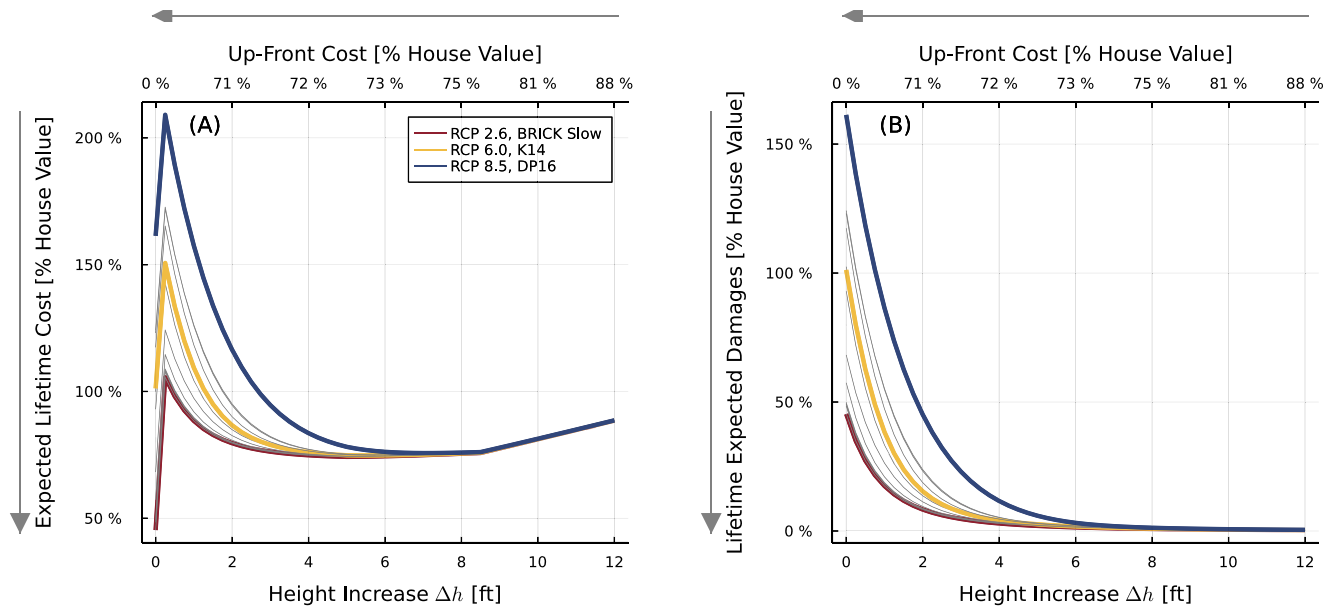 Up-Front Cost [% House Value]
0 % 71 % 72 % 73 % 75 % 81 % 88 %
(A)
RCP 2.6, BRICK Slow
RCP 6.0, K14
RCP 8.5, DP16
Expected Lifetime Cost [% House Value]
200 %
150 %
100 %
50 %
0 2 4 6 8 10 12
Height Increase Δh [ft]
Up-Front Cost [% House Value]
0 % 71 % 72 % 73 % 75 % 81 % 88 %
(B)
Lifetime Expected Damages [% House Value]
150 %
100 %
50 %
0 %
0 2 4 6 8 10 12
Height Increase Δh [ft]